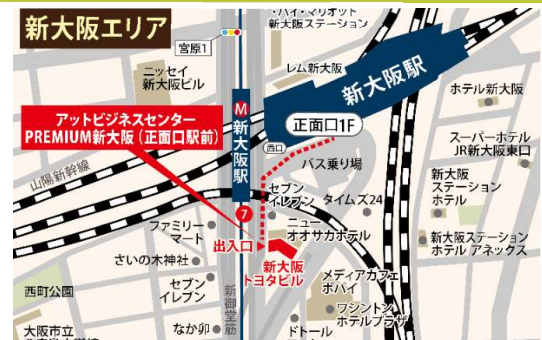 新大阪エリア
・バイ・マリオット
新大阪ステーション
宮原1
ニッセイ
新大阪ビル
レム新大阪
新大阪駅
ホテル新大阪
アットビジネスセンター
PREMIUM新大阪(正面口駅前)
M
新大阪駅
正面口1F
西口
バス乗り場
スーパーホテル
JR新大阪東口
山陽新幹線
セブン
イレブン
タイムズ24
新大阪
ステーション
ホテル
7
ファミリー
マート
出入口
ニュー
オオサカホテル
新大阪ステーション
ホテル アネックス
さいの木神社
新大阪
トヨタビル
西町公園
セブン
イレブン
新御堂筋
メディアカフェ
ポパイ
ワシントン
ホテルプラザ
大阪市立
なか卯
ドトール